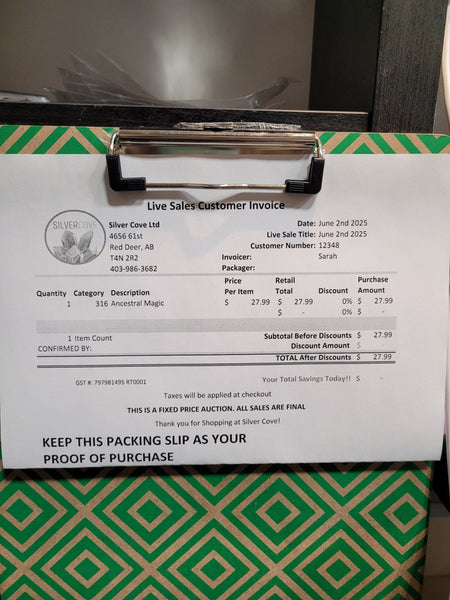 Live Sales Customer Invoice
SILVERCOVE
Silver Cove Ltd
4656 61st
Red Deer, AB
T4N 2R2
403-986-3682
Date: June 2nd 2025
Live Sale Title: June 2nd 2025
Customer Number: 12348
Invoicer: Sarah
Packager:
Quantity Category Description Price Per Item Retail Total Discount Purchase Amount
1 316 Ancestral Magic $ 27.99 $ 27.99 0% $ 27.99
$ - 0% $ -
1 Item Count Subtotal Before Discounts $ 27.99
CONFIRMED BY: Discount Amount $
TOTAL After Discounts $ 27.99
GST #: 797981495 RT0001 Your Total Savings Today!! $ -
Taxes will be applied at checkout
THIS IS A FIXED PRICE AUCTION. ALL SALES ARE FINAL
Thank you for Shopping at Silver Cove!
KEEP THIS PACKING SLIP AS YOUR
PROOF OF PURCHASE